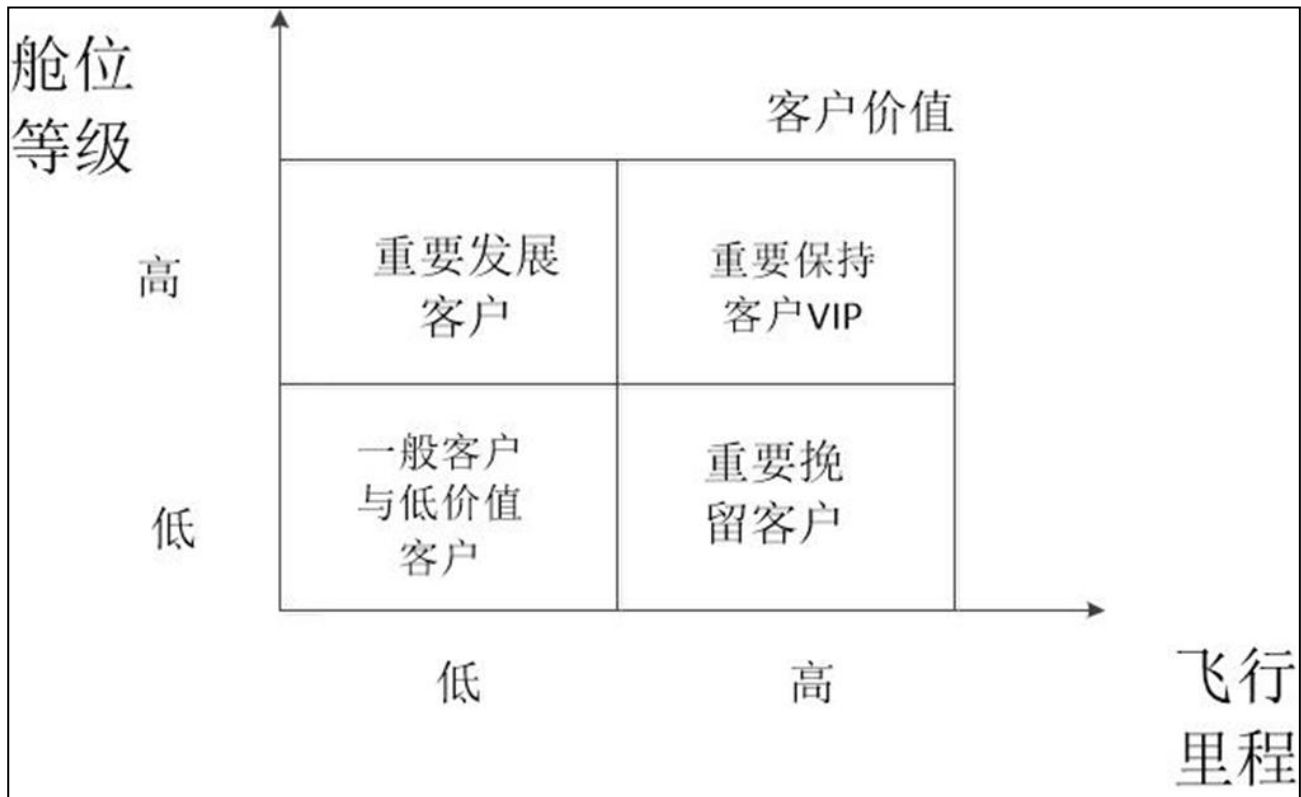 舱位
等级
客户价值
高
重要发展
客户
重要保持
客户VIP
低
一般客户
与低价值
客户
重要挽
留客户
低
高
飞行
里程